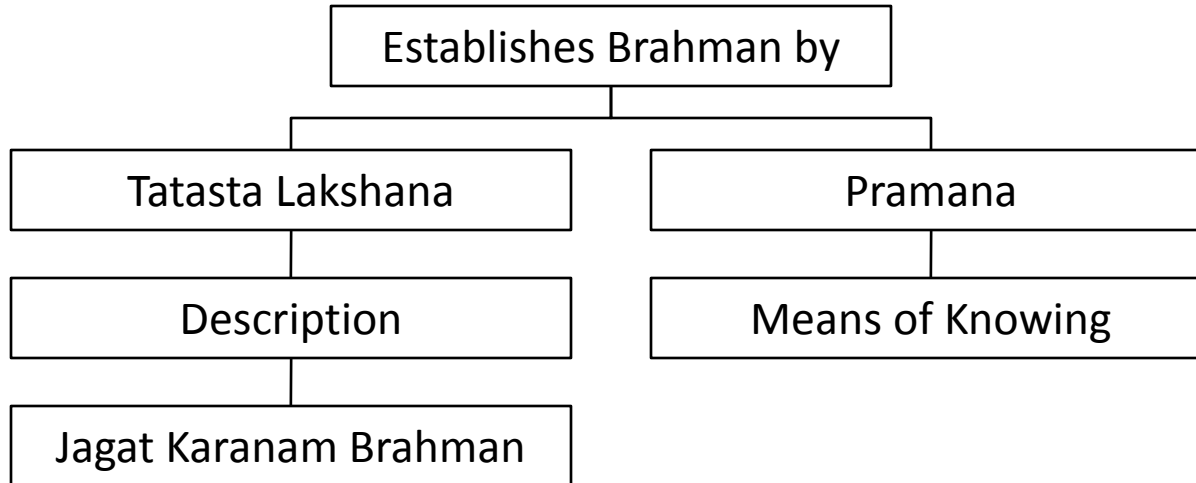 Establishes Brahman by
Tatasta Lakshana
Pramana
Description
Means of Knowing
Jagat Karanam Brahman